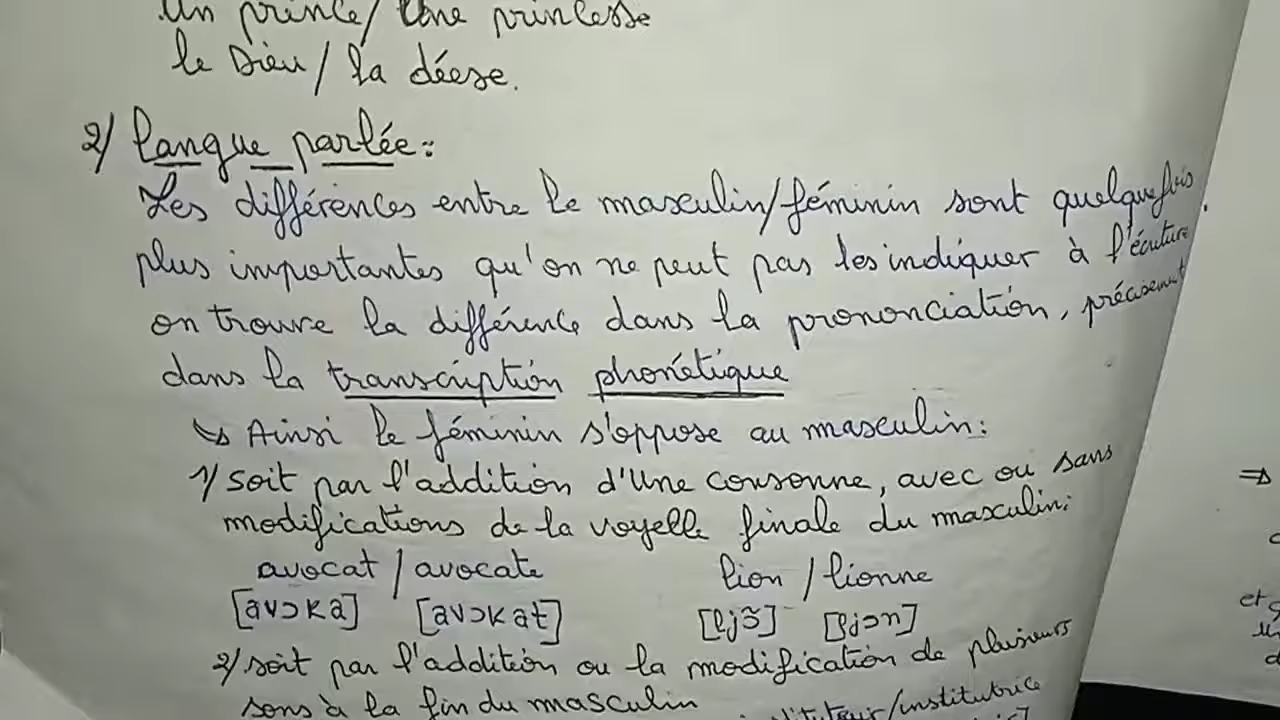 Un prince/ Une princesse
le Dieu / la déese.
2/ Langue parlée:
Les différences entre le masculin/féminin sont quelquefois
plus importantes qu'on ne peut pas les indiquer à l'écriture
on trouve la différence dans la prononciation, précisement
dans la transcription phonétique
↳ Ainsi le féminin s'oppose au masculin:
1/ soit par l'addition d'une consonne, avec ou sans
modifications de la voyelle finale du masculin:
avocat / avocate lion / lionne
[avɔka] [avɔkat] [ljɔ̃] [ljɔn]
2/ soit par l'addition ou la modification de plusieurs
sons à la fin du masculin
/institutrice
⇒
et